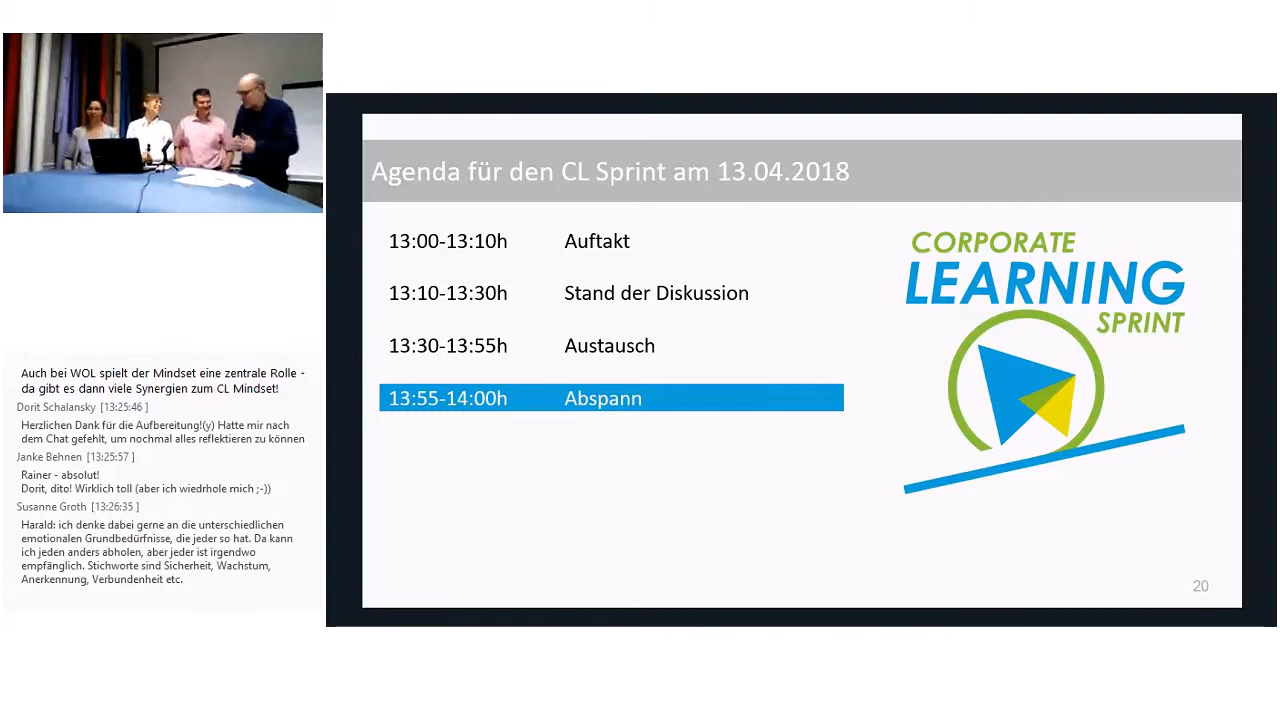 Agenda für den CL Sprint am 13.04.2018
13:00-13:10h Auftakt
13:10-13:30h Stand der Diskussion
13:30-13:55h Austausch
13:55-14:00h Abspann
CORPORATE
LEARNING
SPRINT
20
Auch bei WOL spielt der Mindset eine zentrale Rolle -
da gibt es dann viele Synergien zum CL Mindset!
Dorit Schalansky [13:25:46 ]
Herzlichen Dank für die Aufbereitung!(y) Hatte mir nach
dem Chat gefehlt, um nochmal alles reflektieren zu können
Janke Behnen [13:25:57 ]
Rainer - absolut!
Dorit, dito! Wirklich toll (aber ich wiedrhole mich ;-))
Susanne Groth [13:26:35 ]
Harald: ich denke dabei gerne an die unterschiedlichen
emotionalen Grundbedürfnisse, die jeder so hat. Da kann
ich jeden anders abholen, aber jeder ist irgendwo
empfänglich. Stichworte sind Sicherheit, Wachstum,
Anerkennung, Verbundenheit etc.